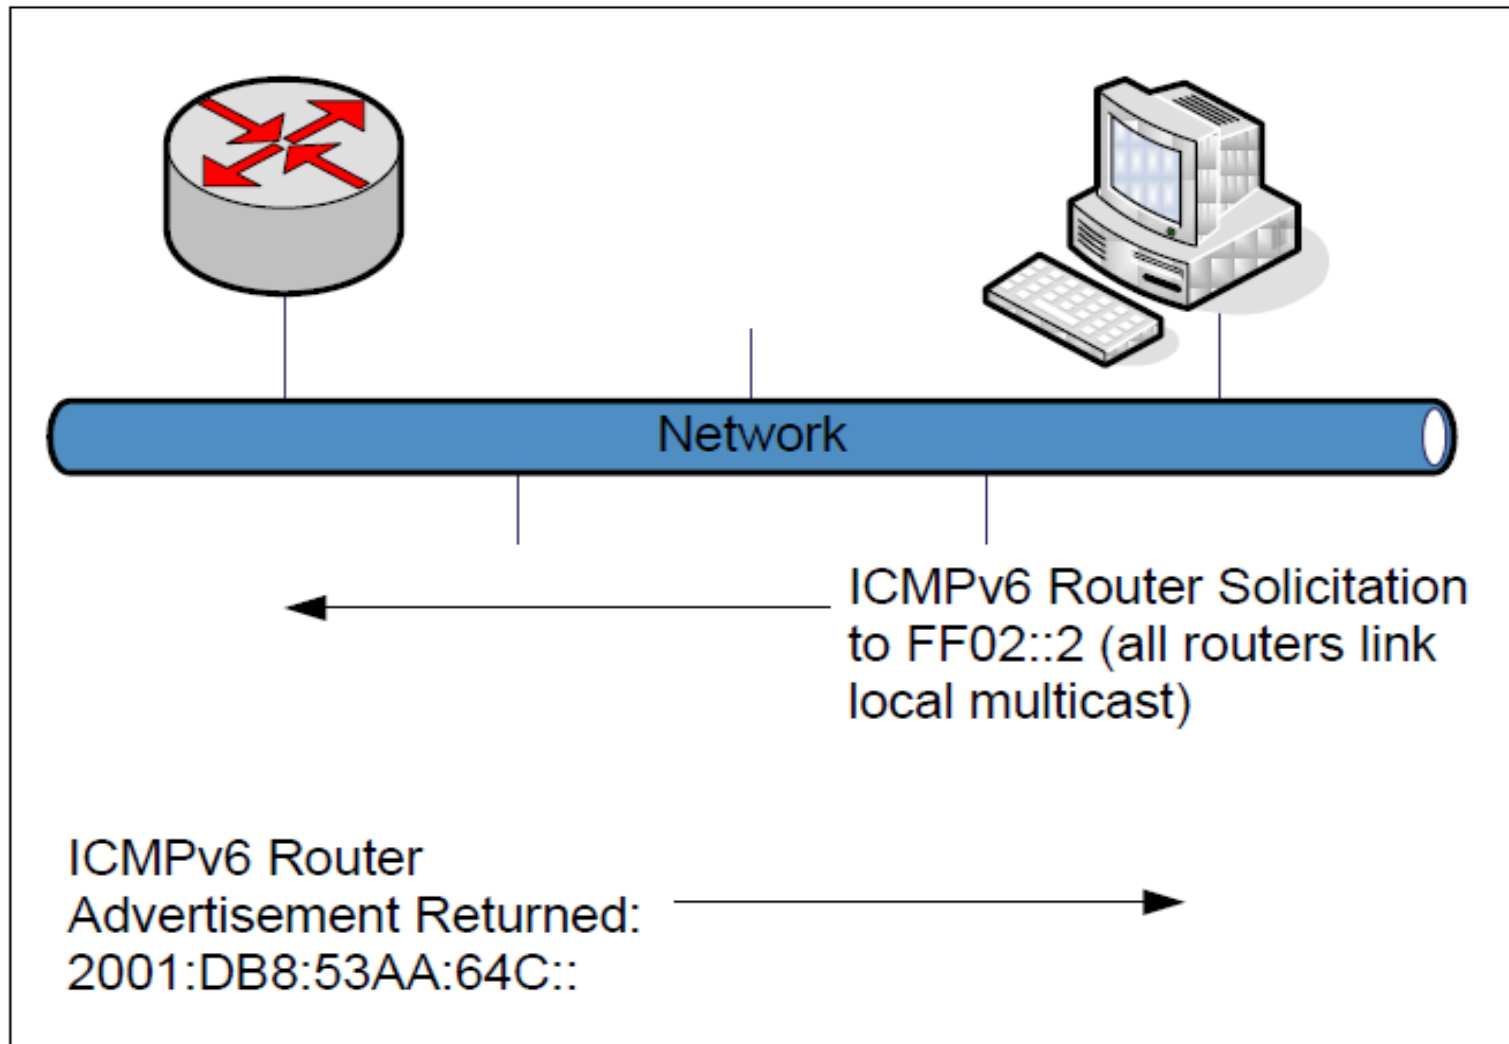 Network
ICMPv6 Router Solicitation
to FF02::2 (all routers link
local multicast)
ICMPv6 Router
Advertisement Returned:
2001:DB8:53AA:64C::